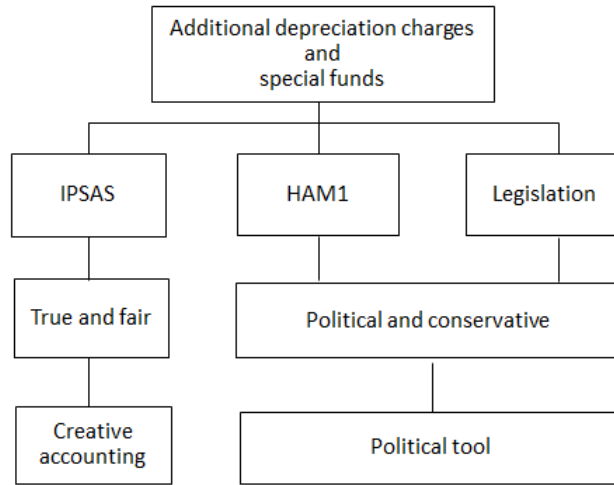 Additional depreciation charges
and
special funds
IPSAS
HAM1
Legislation
True and fair
Political and conservative
Creative
accounting
Political tool